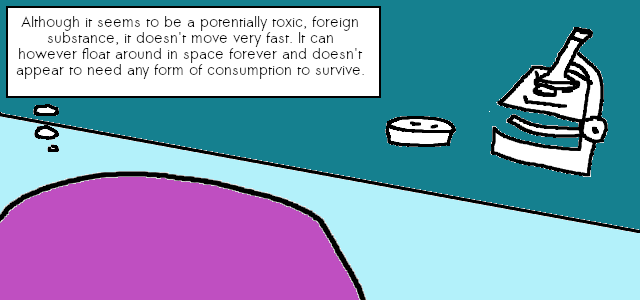 Although it seems to be a potentially toxic, foreign
substance, it doesn't move very fast. It can
however float around in space forever and doesn't
appear to need any form of consumption to survive.